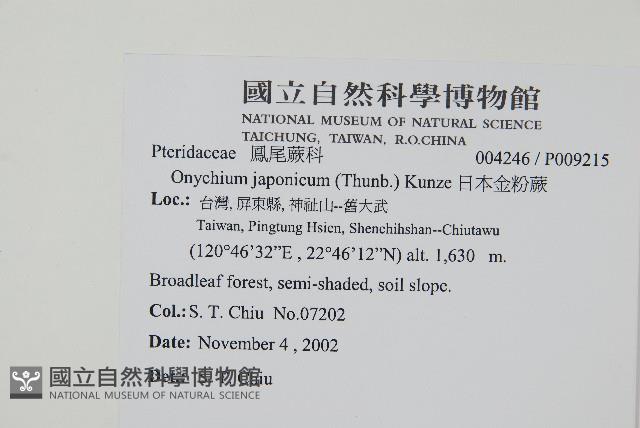 國立自然科學博物館
NATIONAL MUSEUM OF NATURAL SCIENCE
TAICHUNG, TAIWAN, R.O.CHINA
Pteridaceae 鳳尾蕨科 004246 / P009215
Onychium japonicum (Thunb.) Kunze 日本金粉蕨
Loc.: 台灣, 屏東縣, 神祉山--舊大武
Taiwan, Pingtung Hsien, Shenchihshan--Chiutawu
(120°46’32”E , 22°46’12”N) alt. 1,630 m.
Broadleaf forest, semi-shaded, soil slope.
Col.: S. T. Chiu No.07202
Date: November 4 , 2002
Det.: S. T. Chiu
國立自然科學博物館
NATIONAL MUSEUM OF NATURAL SCIENCE